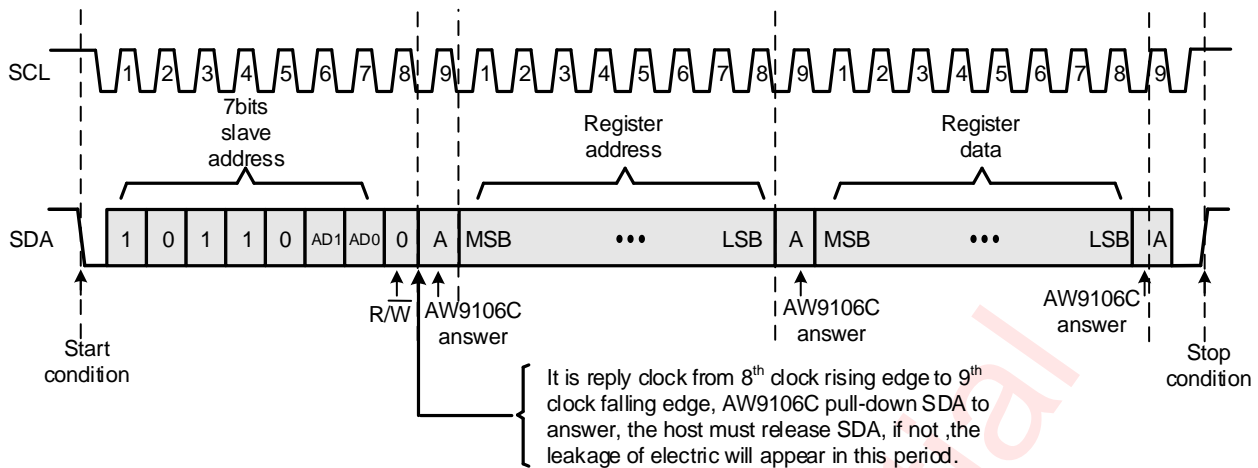 SCL
1 2 3 4 5 6 7 8 9 1 2 3 4 5 6 7 8 9 1 2 3 4 5 6 7 8 9
7bits
slave
address
Register
address
Register
data
SDA
1 0 1 1 0 AD1 AD0 0 A MSB ••• LSB A MSB ••• LSB A
R/W
AW9106C
answer
AW9106C
answer
AW9106C
answer
Start
condition
Stop
condition
It is reply clock from 8th clock rising edge to 9th
clock falling edge, AW9106C pull-down SDA to
answer, the host must release SDA, if not ,the
leakage of electric will appear in this period.